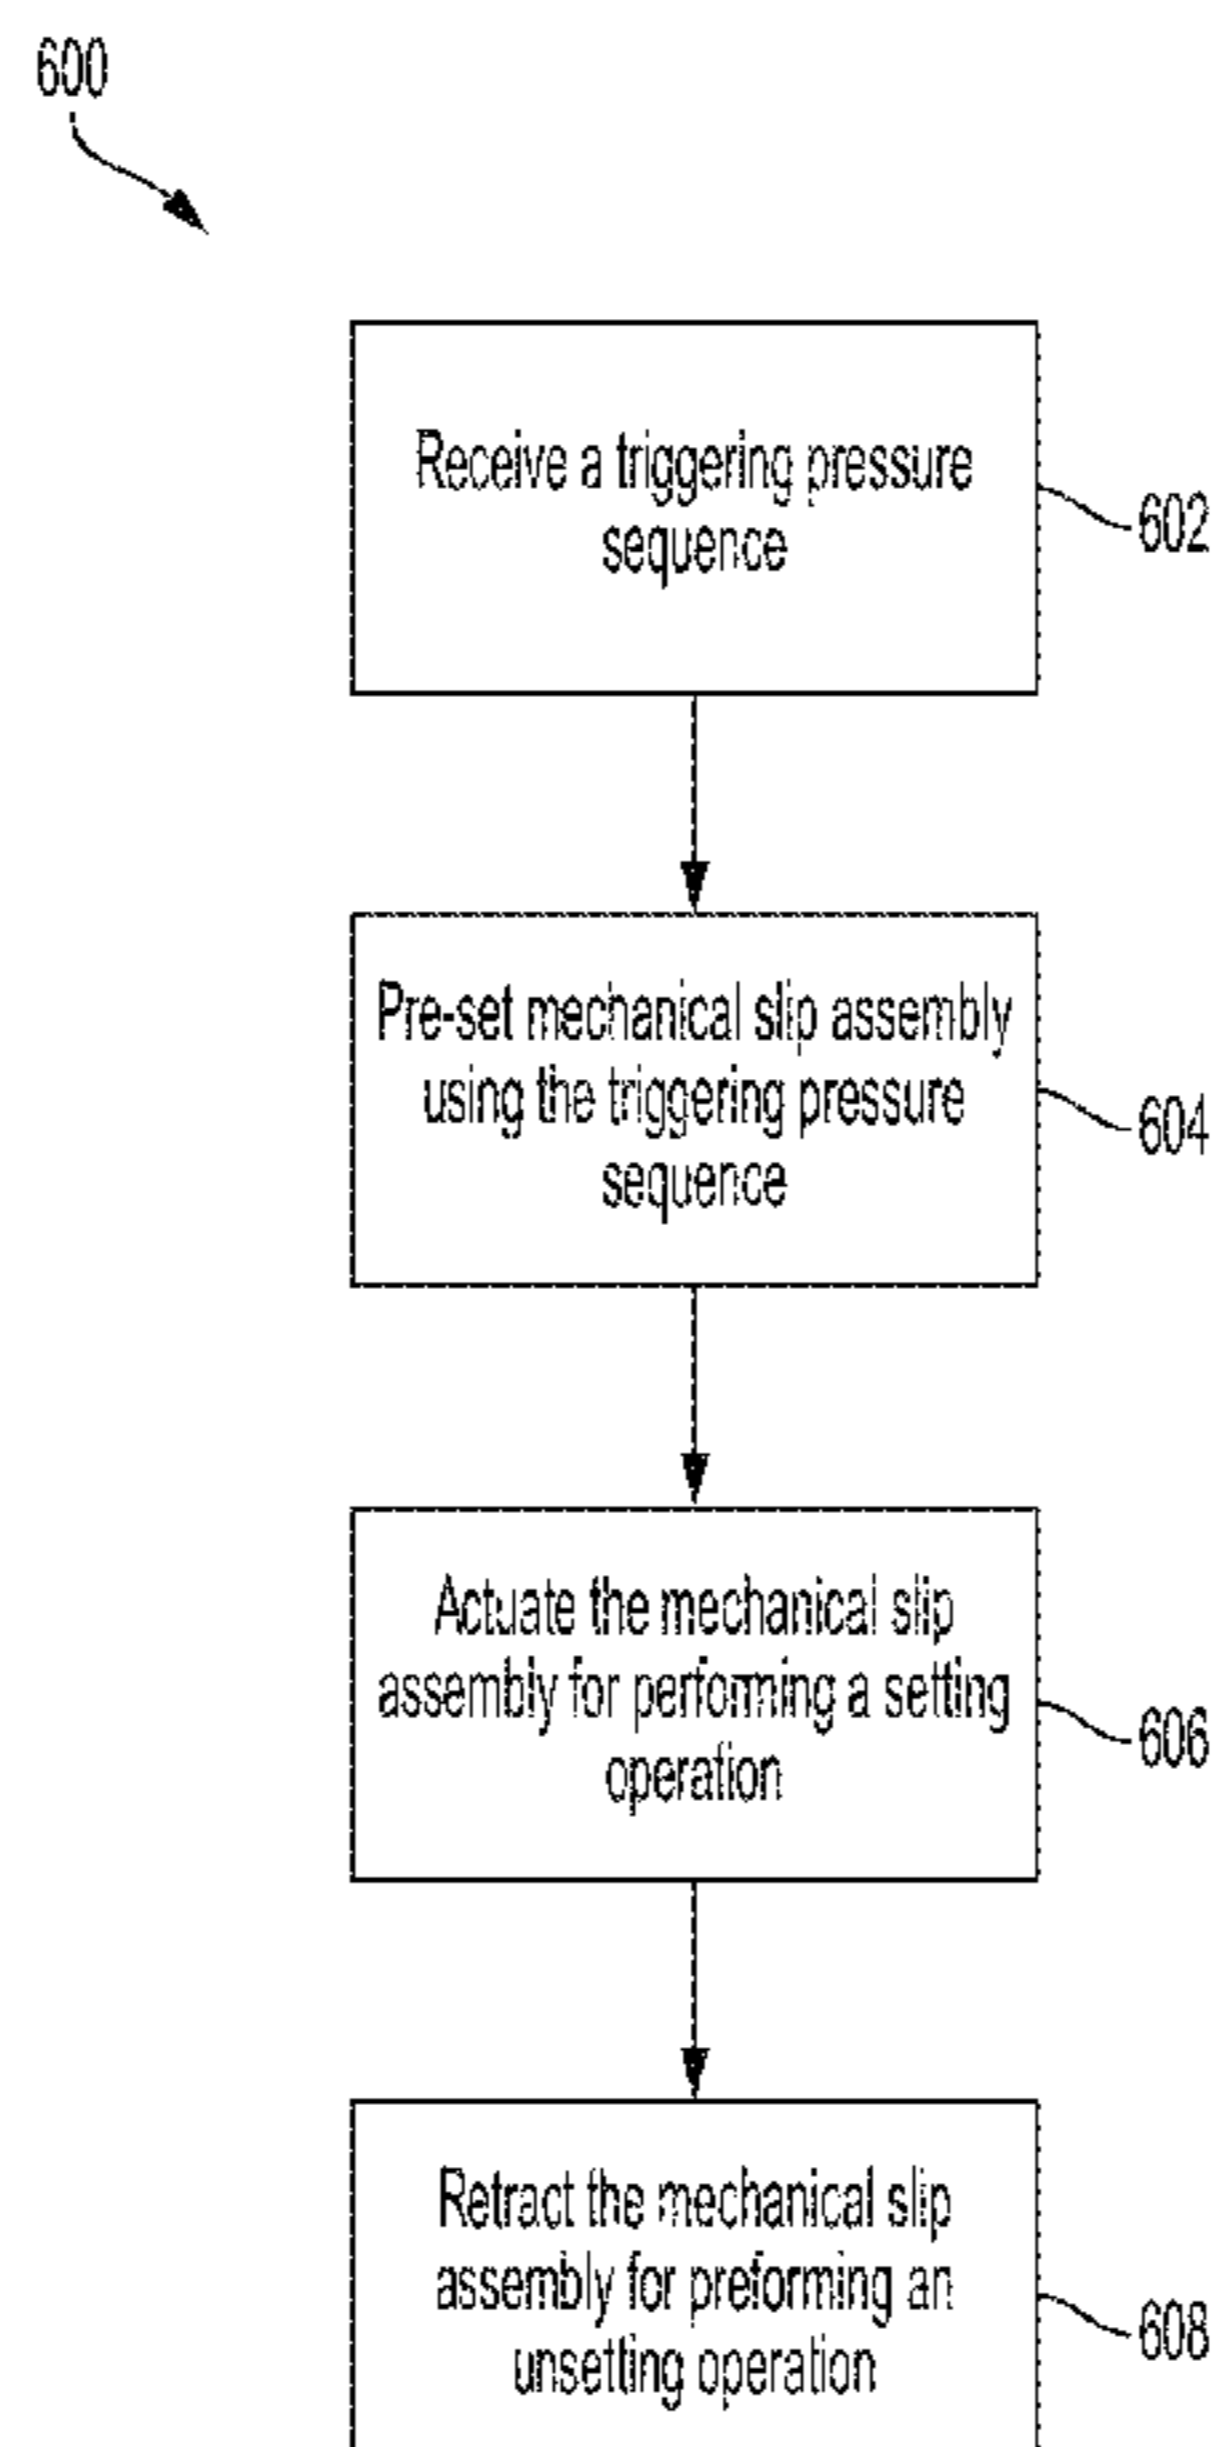 600
Receive a triggering pressure
sequence
602
Pre-set mechanical slip assembly
using the triggering pressure
sequence
604
Actuate the mechanical slip
assembly for performing a setting
operation
606
Retract the mechanical slip
assembly for preforming an
unsetting operation
608